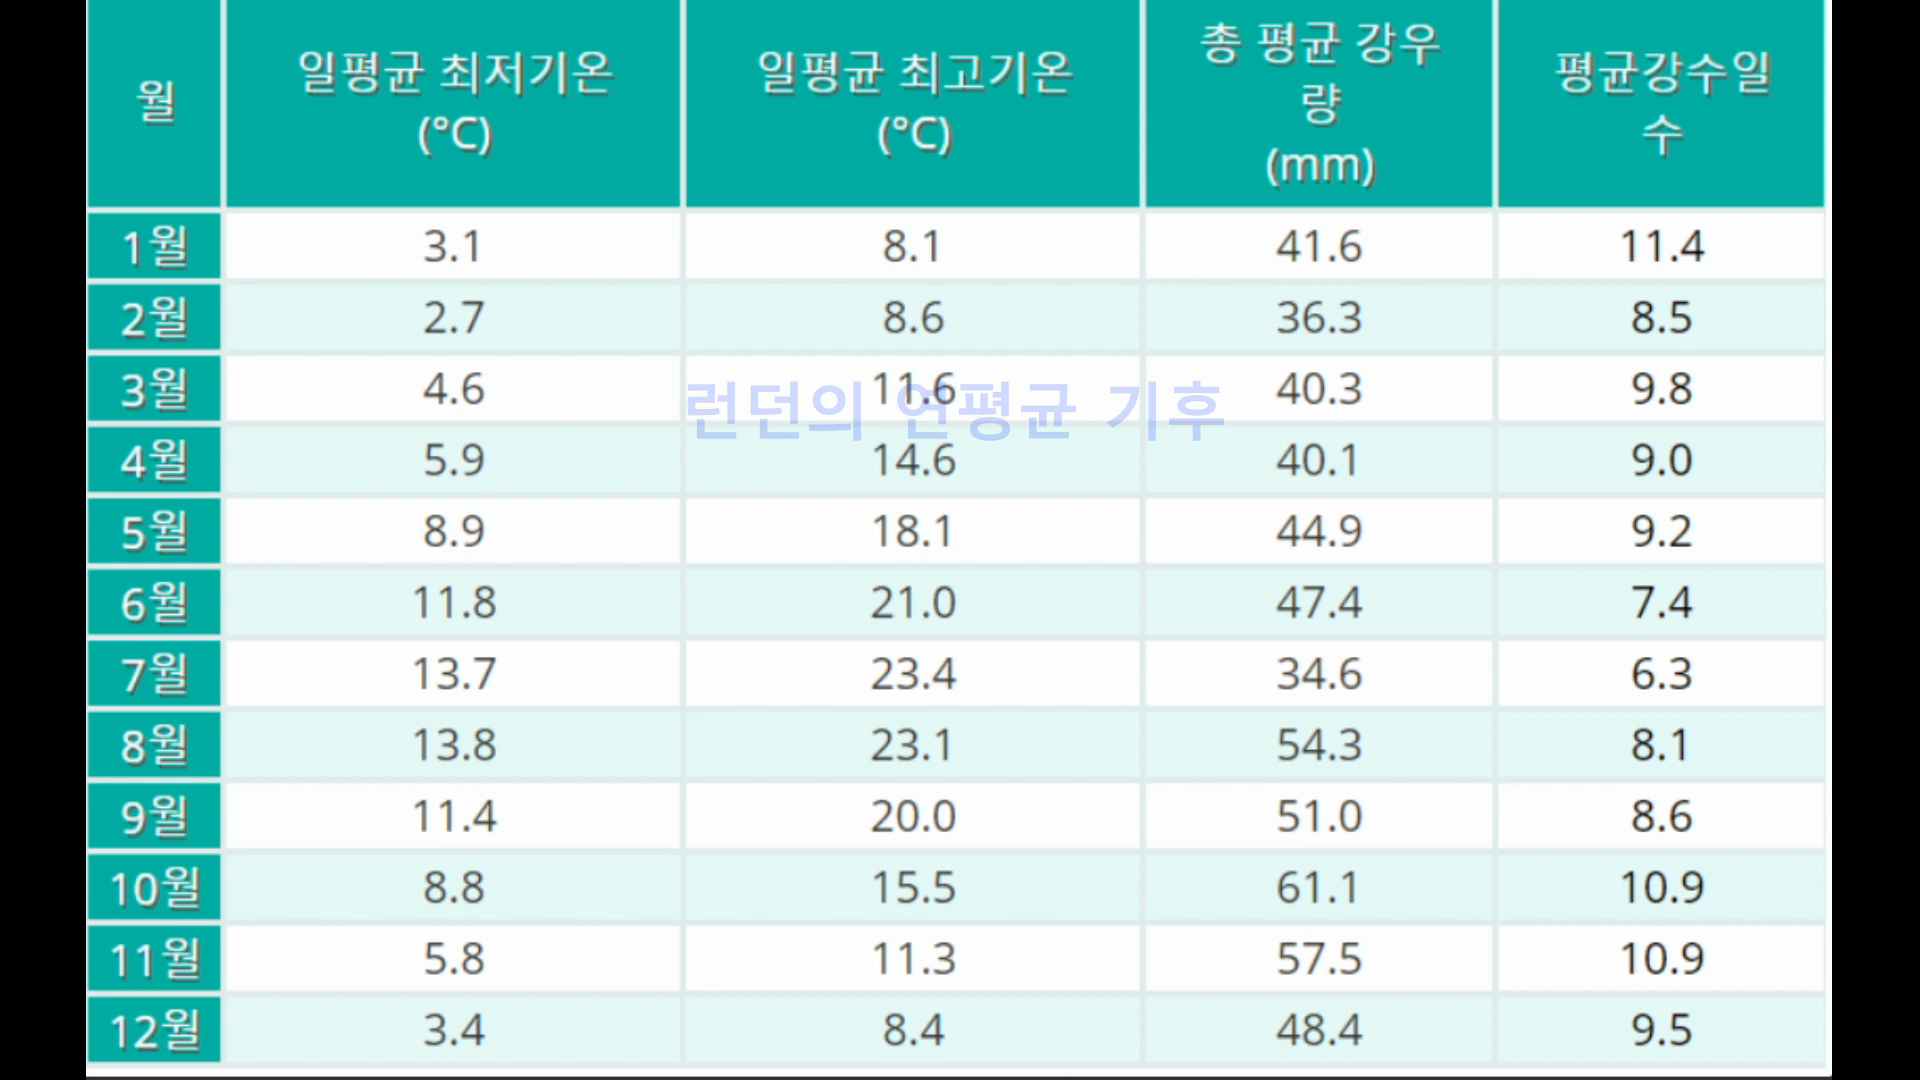 월 일평균 최저기온 (°C) 일평균 최고기온 (°C) 총 평균 강우량 (mm) 평균강수일수
1월 3.1 8.1 41.6 11.4
2월 2.7 8.6 36.3 8.5
3월 4.6 11.6 40.3 9.8
런던의 연평균 기후
4월 5.9 14.6 40.1 9.0
5월 8.9 18.1 44.9 9.2
6월 11.8 21.0 47.4 7.4
7월 13.7 23.4 34.6 6.3
8월 13.8 23.1 54.3 8.1
9월 11.4 20.0 51.0 8.6
10월 8.8 15.5 61.1 10.9
11월 5.8 11.3 57.5 10.9
12월 3.4 8.4 48.4 9.5